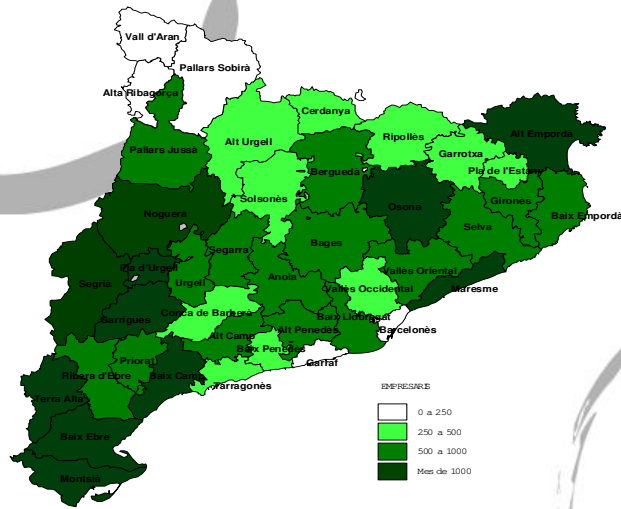 Vall d'Aran
Pallars Sobirà
Alta Ribagorça
Cerdanya
Alt Urgell
Ripollès
Alt Empordà
Pallars Jussà
Garrotxa
Berguedà
Pla de l'Estany
Solsonès
Gironès
Noguera
Osona
Baix Empordà
Selva
Bages
Segarra
Pla d'Urgell
Vallès Oriental
Anoia
Segrià
Urgell
Vallès Occidental
Maresme
Garrigues
Conca de Barberà
Baix Llobregat
Alt Penedès
Barcelonès
Alt Camp
Baix Penedès
Priorat
Garraf
Ribera d'Ebre
Baix Camp
Tarragonès
Terra Alta
Baix Ebre
Montsià
EMPRESARIS
0 a 250
250 a 500
500 a 1000
Mes de 1000